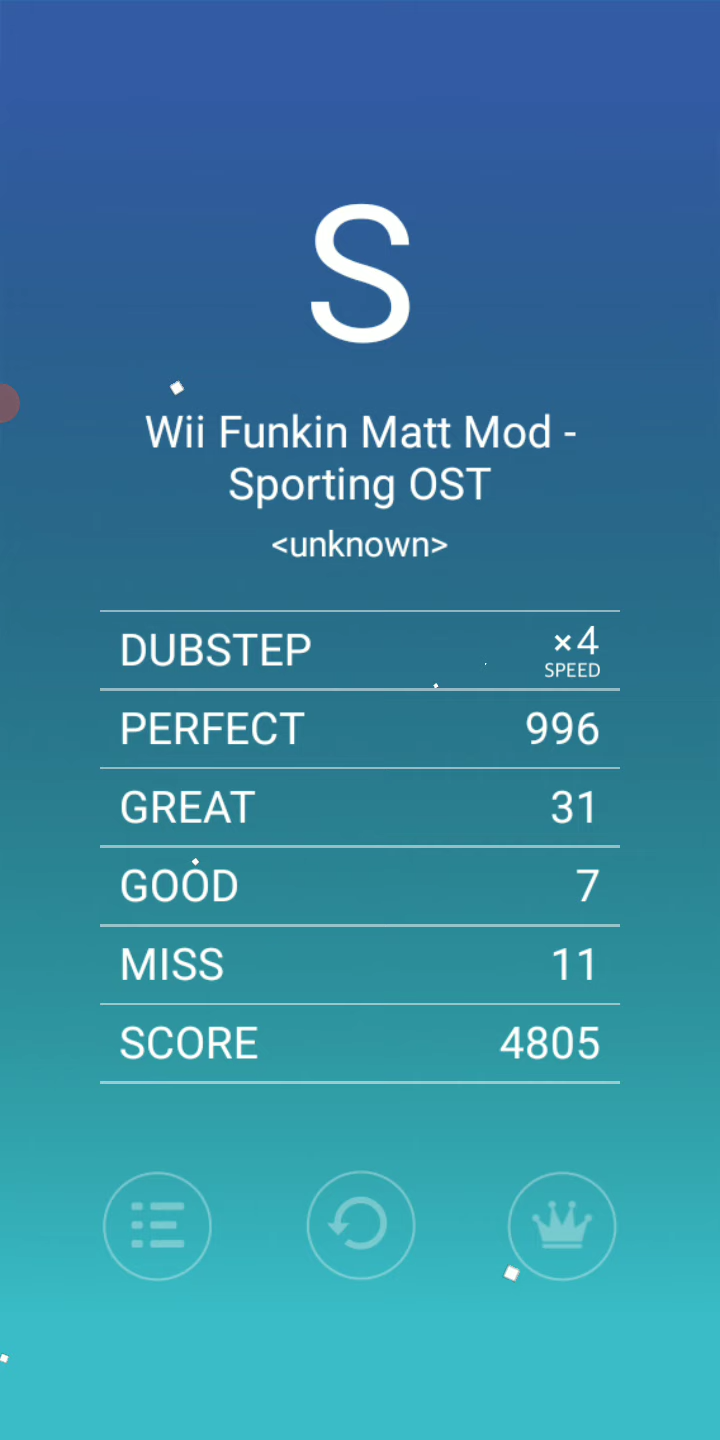 S
Wii Funkin Matt Mod -
Sporting OST
<unknown>
DUBSTEP ×4
SPEED
PERFECT 996
GREAT 31
GOOD 7
MISS 11
SCORE 4805